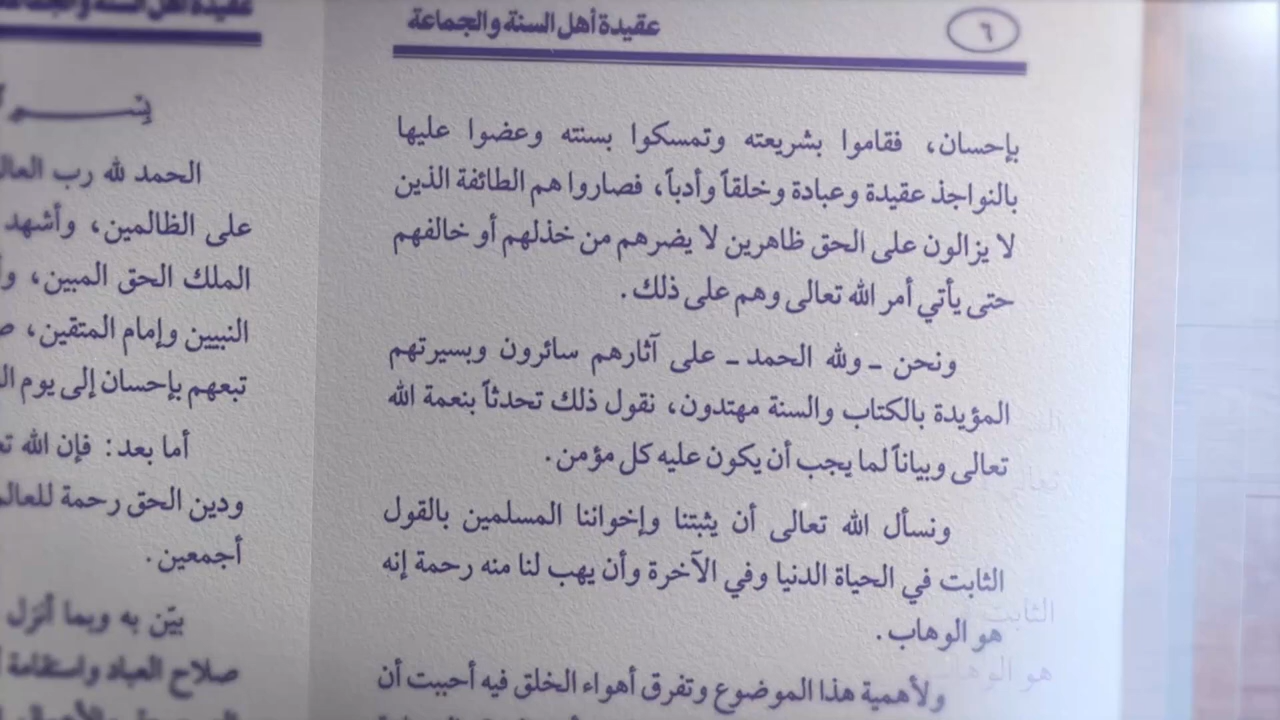 عقيدة أهل السنة والجماعة
٦
بإحسان، فقاموا بشريعته وتمسكوا بسنته وعضوا عليها
بالنواجذ عقيدة وعبادة وخلقاً وأدباً، فصاروا هم الطائفة الذين
لا يزالون على الحق ظاهرين لا يضرهم من خذلهم أو خالفهم
حتى يأتي أمر الله تعالى وهم على ذلك.
ونحن ـ ولله الحمد ـ على آثارهم سائرون وبسيرتهم
المؤيدة بالكتاب والسنة مهتدون، نقول ذلك تحدثاً بنعمة الله
تعالى وبياناً لما يجب أن يكون عليه كل مؤمن.
ونسأل الله تعالى أن يثبتنا وإخواننا المسلمين بالقول
الثابت في الحياة الدنيا وفي الآخرة وأن يهب لنا منه رحمة إنه
هو الوهاب.
ولأهمية هذا الموضوع وتفرق أهواء الخلق فيه أحببت أن
عقيدة أهل السنة
الحمد لله رب
على الظالمين، وأشهد
الملك الحق المبين،
النبيين وإمام المتقين،
تبعهم بإحسان إلى يوم
أما بعد: فإن الله
ودين الحق رحمة
أجمعين.
بيّن به وبما أنزل
صلاح العباد واستقامة